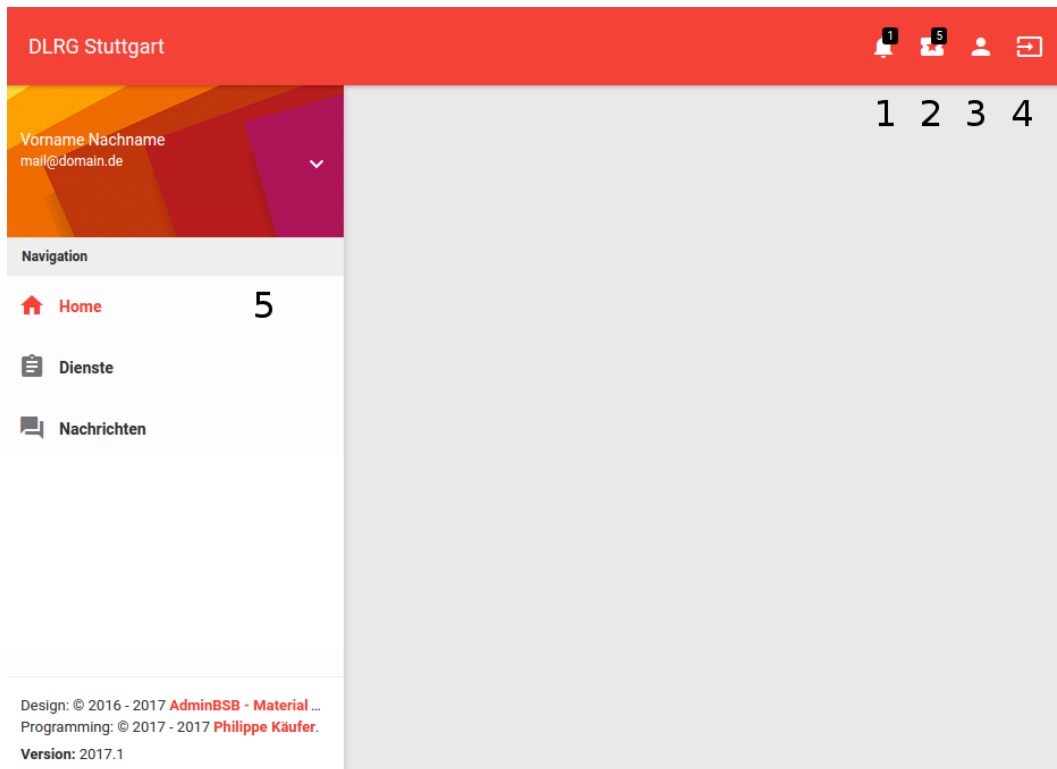 DLRG Stuttgart
1
5
1 2 3 4
Vorname Nachname
mail@domain.de
Navigation
Home
5
Dienste
Nachrichten
Design: © 2016 - 2017 AdminBSB - Material ...
Programming: © 2017 - 2017 Philippe Käufer.
Version: 2017.1